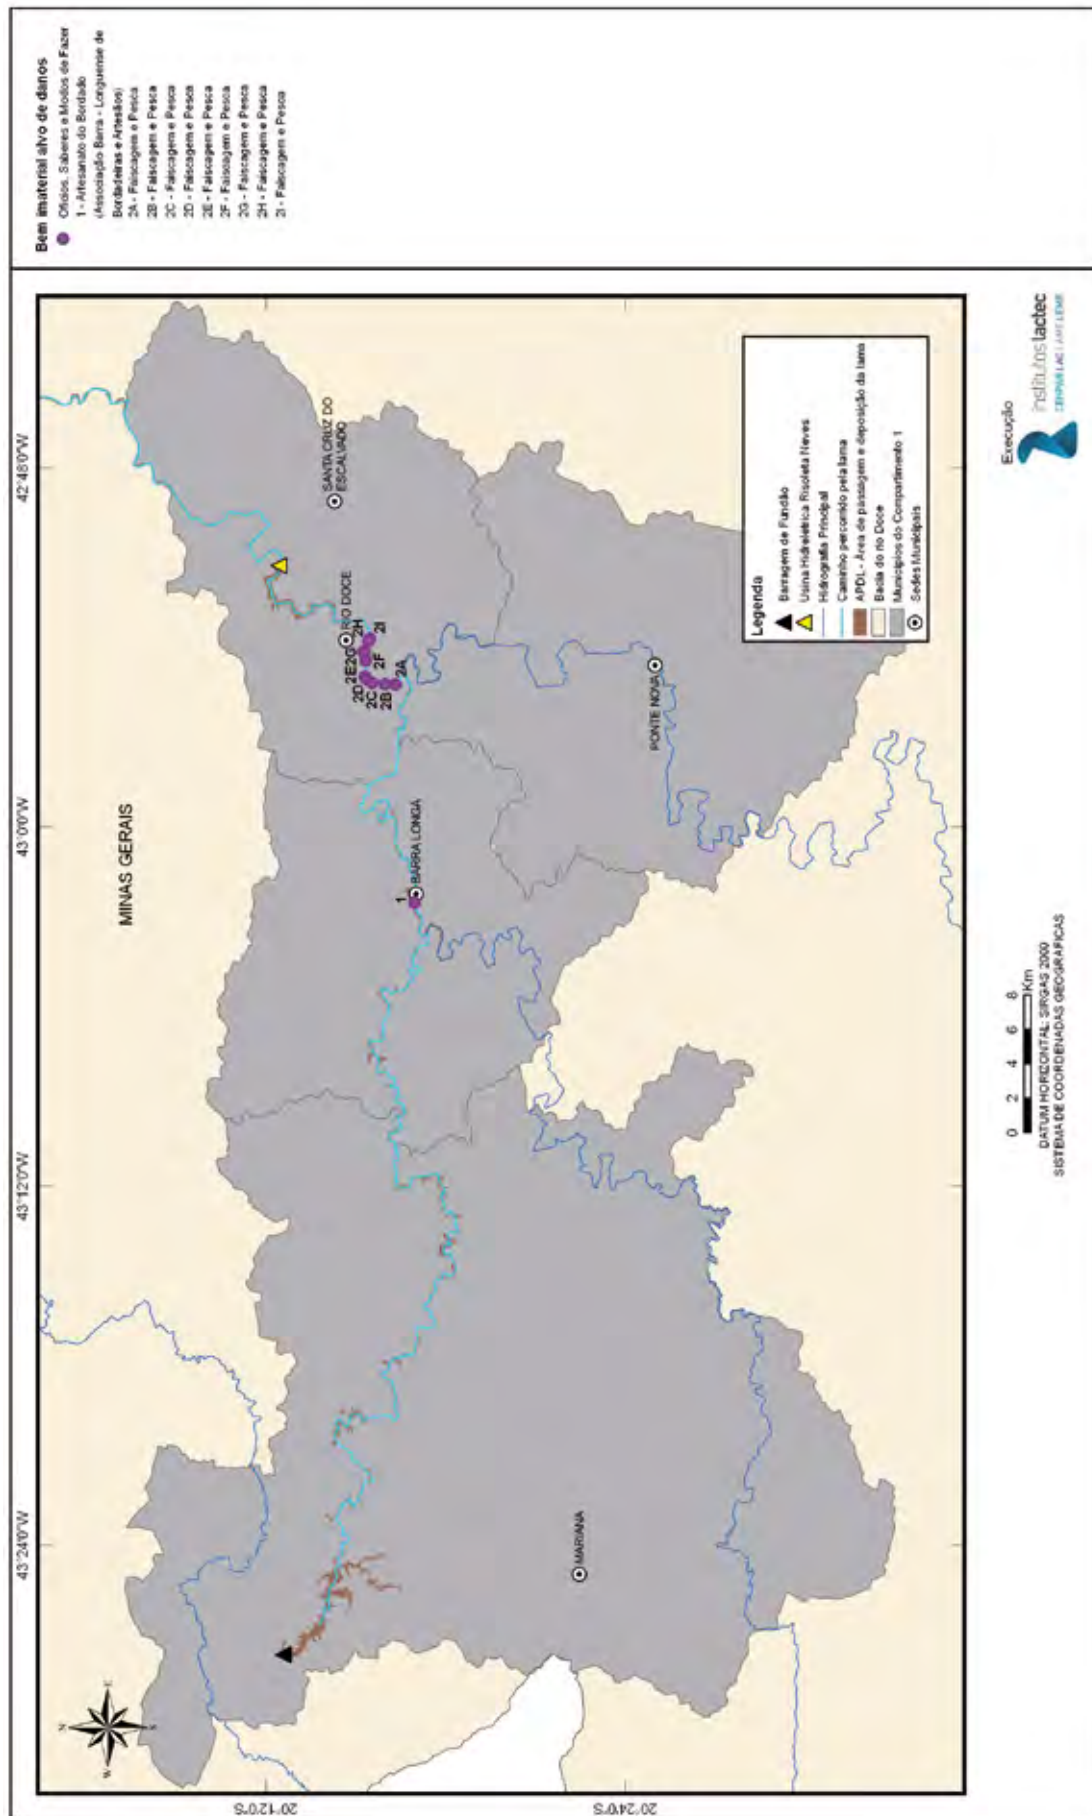 Bem imaterial alvo de danos
Ofícios, Saberes e Modos de Fazer
1 - Artesanato do Bordado
(Associação Barra - Longuense de
Bordadeiras e Artesãos)
2A - Faiscagem e Pesca
2B - Faiscagem e Pesca
2C - Faiscagem e Pesca
2D - Faiscagem e Pesca
2E - Faiscagem e Pesca
2F - Faiscagem e Pesca
2G - Faiscagem e Pesca
2H - Faiscagem e Pesca
2I - Faiscagem e Pesca
43°24'0"W
43°12'0"W
43°0'0"W
42°48'0"W
20°12'0"S
20°24'0"S
N
E
S
W
MINAS GERAIS
SANTA CRUZ DO
ESCALVADO
RIO DOCE
2H
2I
2E2G
2F
2D
2C
2B
2A
1
BARRA LONGA
PONTE NOVA
MARIANA
Legenda
Barragem de Fundão
Usina Hidrelétrica Risoleta Neves
Hidrografia Principal
Caminho percorrido pela lama
APDL - Área de passagem e deposição da lama
Bacia do rio Doce
Municípios do Compartimento 1
Sedes Municipais
0 2 4 6 8
Km
DATUM HORIZONTAL: SIRGAS 2000
SISTEMA DE COORDENADAS GEOGRÁFICAS
Execução
institutos lactec
CEHPAR LAC LAME LEME